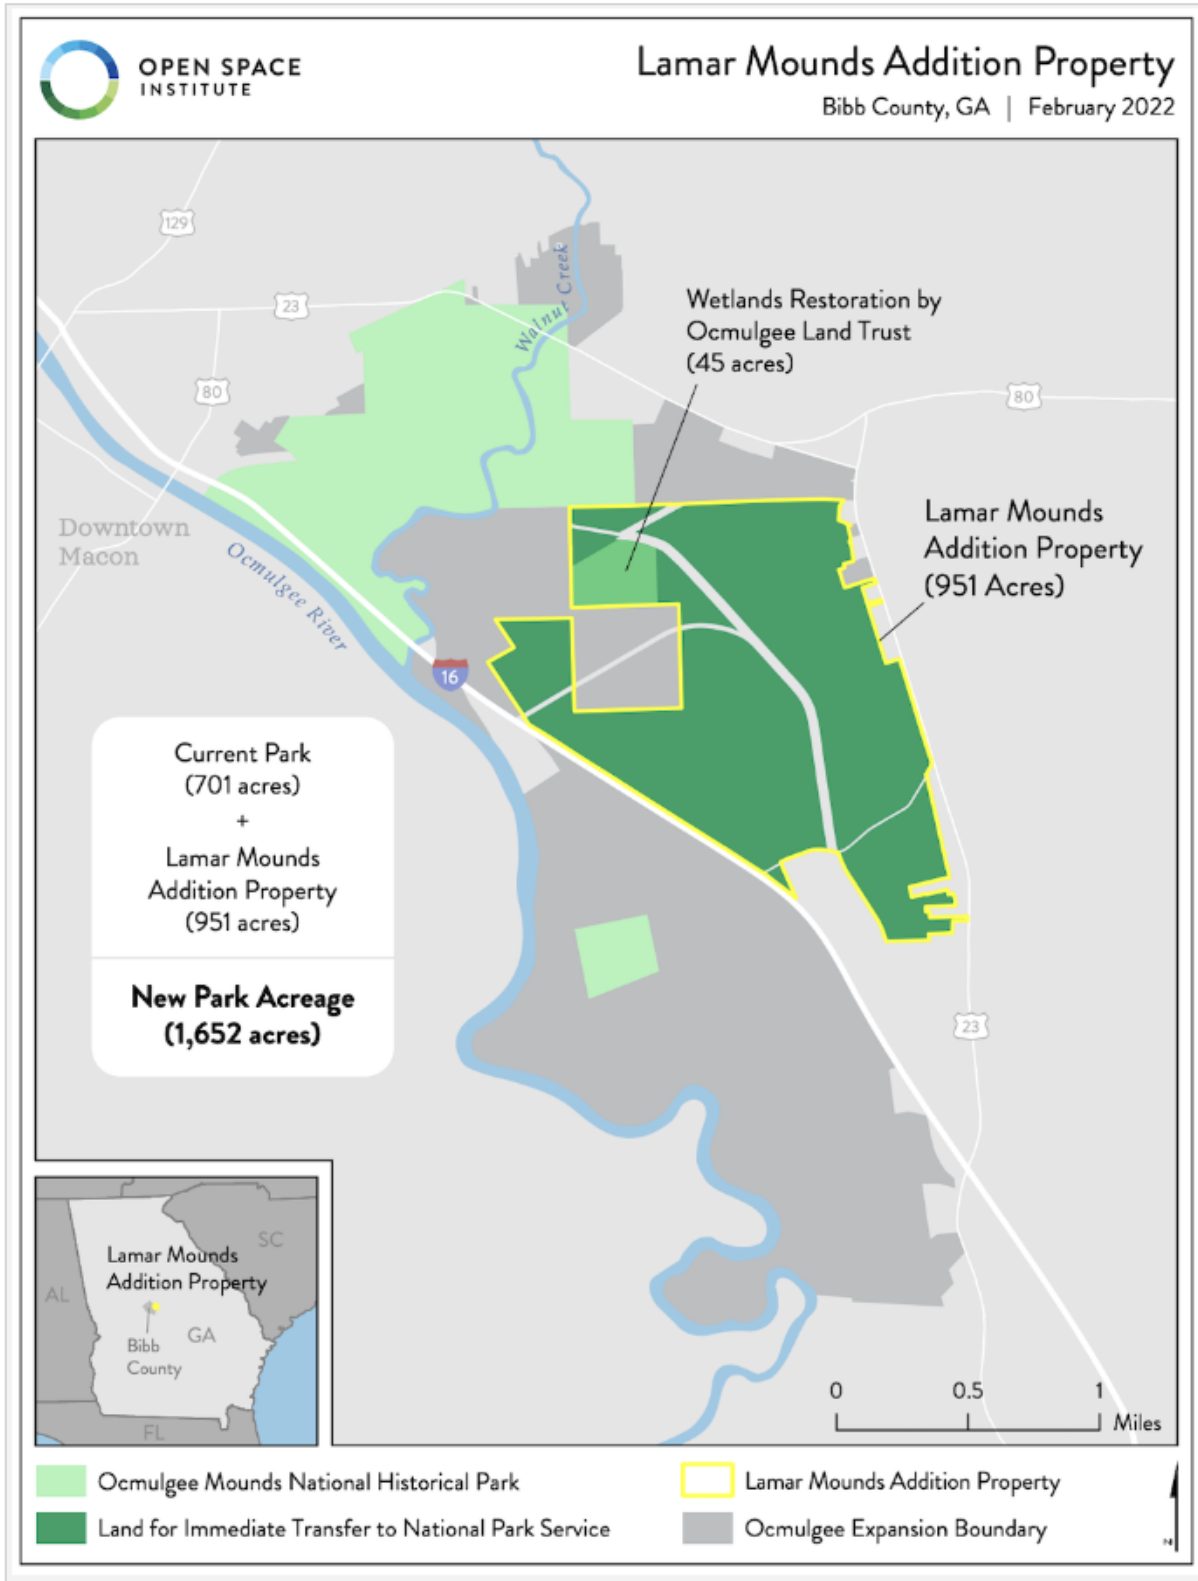 OPEN SPACE
INSTITUTE
Lamar Mounds Addition Property
Bibb County, GA | February 2022
129
23
80
Walnut Creek
Wetlands Restoration by
Ocmulgee Land Trust
(45 acres)
80
Downtown
Macon
Ocmulgee River
Lamar Mounds
Addition Property
(951 Acres)
16
Current Park
(701 acres)
+
Lamar Mounds
Addition Property
(951 acres)
New Park Acreage
(1,652 acres)
23
SC
Lamar Mounds
Addition Property
AL
GA
Bibb
County
FL
0 0.5 1
Miles
Ocmulgee Mounds National Historical Park
Lamar Mounds Addition Property
Land for Immediate Transfer to National Park Service
Ocmulgee Expansion Boundary
N